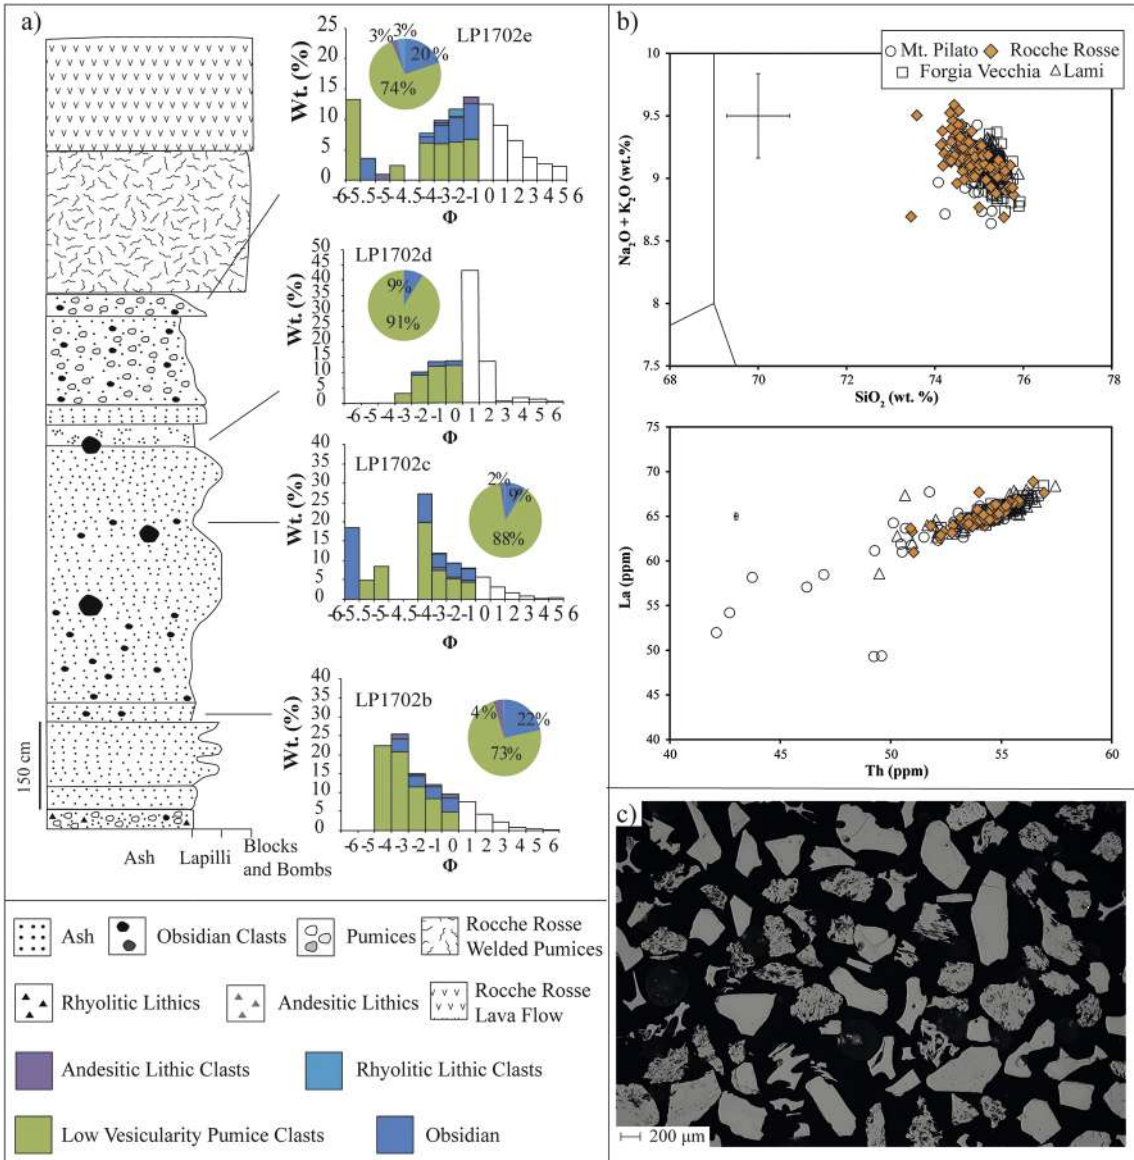 a)
25
20
15
10
5
0
Wt. (%)
3%
3%
20%
74%
LP1702e
-6 -5.5 -5 -4.5 -4 -3 -2 -1 0 1 2 3 4 5 6
Φ
50
45
40
35
30
25
20
15
10
5
0
Wt. (%)
LP1702d
9%
91%
-6 -5 -4 -3 -2 -1 0 1 2 3 4 5 6
Φ
40
35
30
25
20
15
10
5
0
Wt. (%)
LP1702c
2%
9%
88%
-6 -5.5 -5 -4.5 -4 -3 -2 -1 0 1 2 3 4 5 6
Φ
40
35
30
25
20
15
10
5
0
Wt. (%)
LP1702b
4%
22%
73%
-6 -5 -4 -3 -2 -1 0 1 2 3 4 5 6
Φ
150 cm
Ash Lapilli Blocks
and Bombs
Ash
Obsidian Clasts
Pumices
Rocche Rosse
Welded Pumices
Rhyolitic Lithics
Andesitic Lithics
Rocche Rosse
Lava Flow
Andesitic Lithic Clasts
Rhyolitic Lithic Clasts
Low Vesicularity Pumice Clasts
Obsidian
b)
Mt. Pilato Rocche Rosse
Forgia Vecchia Lami
10
9.5
9
8.5
8
7.5
Na2O + K2O (wt.%)
68 70 72 74 76 78
SiO2 (wt. %)
75
70
65
60
55
50
45
40
La (ppm)
40 45 50 55 60
Th (ppm)
c)
200 µm